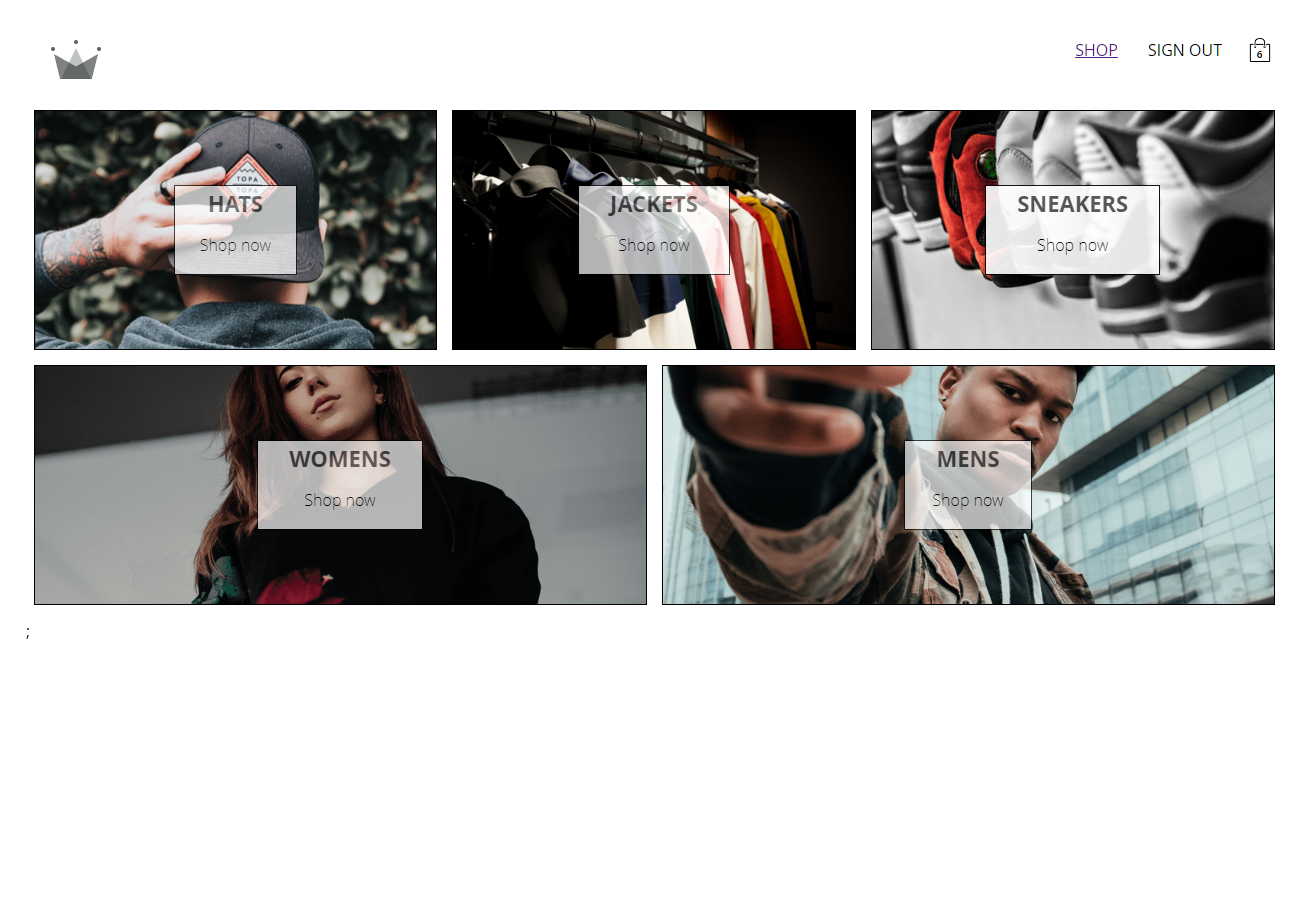 SHOP SIGN OUT
6
TOPA
TOPA
HATS
Shop now
JACKETS
Shop now
SNEAKERS
Shop now
WOMENS
Shop now
MENS
Shop now
;